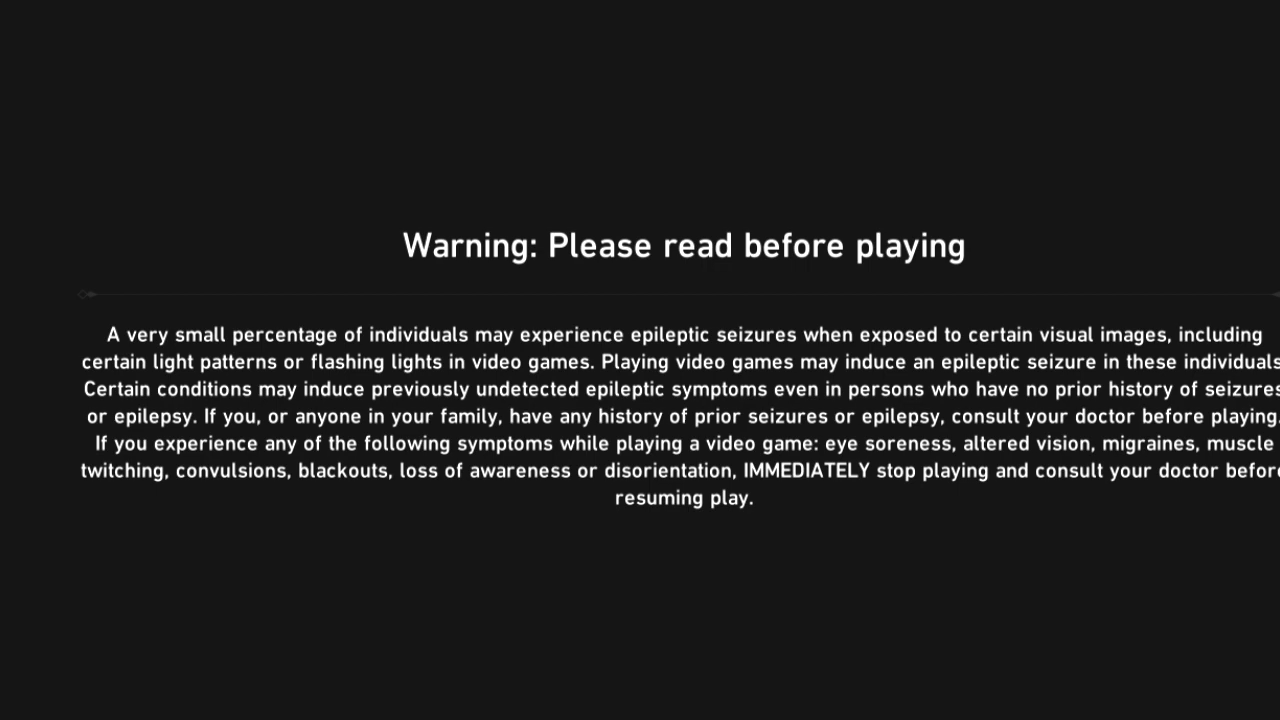 Warning: Please read before playing
A very small percentage of individuals may experience epileptic seizures when exposed to certain visual images, including
certain light patterns or flashing lights in video games. Playing video games may induce an epileptic seizure in these individuals
Certain conditions may induce previously undetected epileptic symptoms even in persons who have no prior history of seizures
or epilepsy. If you, or anyone in your family, have any history of prior seizures or epilepsy, consult your doctor before playing.
If you experience any of the following symptoms while playing a video game: eye soreness, altered vision, migraines, muscle
twitching, convulsions, blackouts, loss of awareness or disorientation, IMMEDIATELY stop playing and consult your doctor before
resuming play.